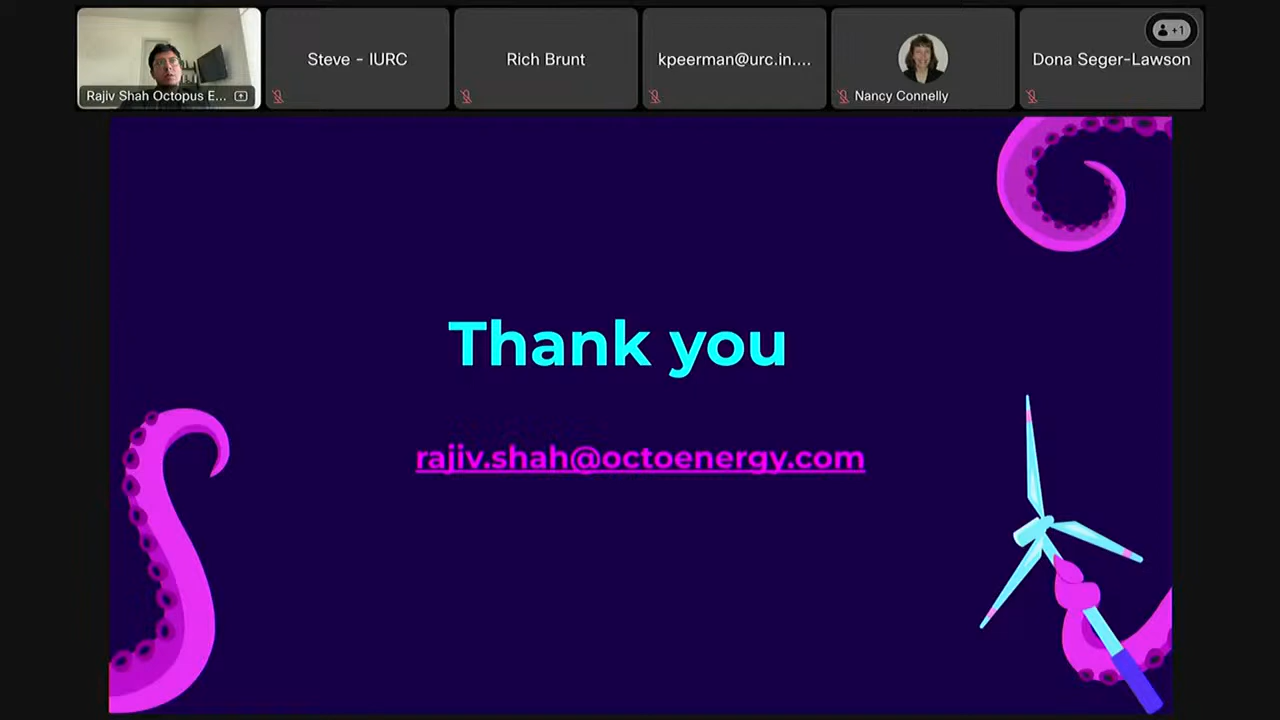 Rajiv Shah Octopus E...
Steve - IURC
Rich Brunt
kpeerman@urc.in....
Nancy Connelly
Dona Seger-Lawson
+1
Thank you
rajiv.shah@octoenergy.com